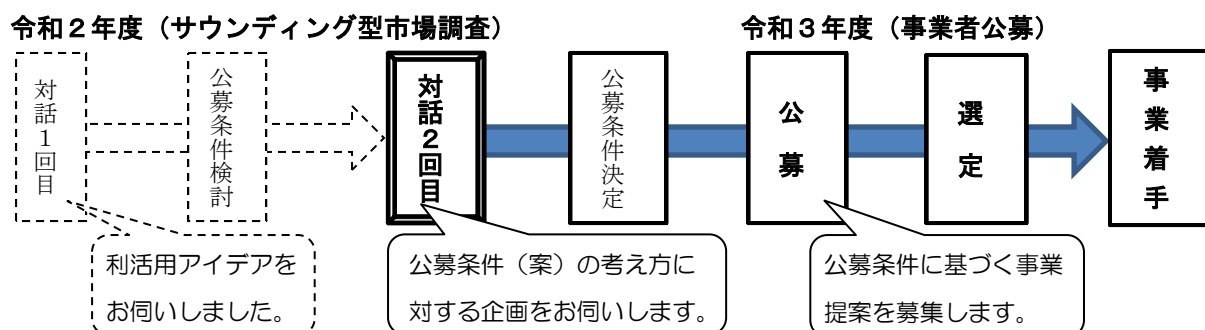 令和２年度（サウンディング型市場調査）
令和３年度（事業者公募）
対話１回目
公募条件検討
対話２回目
公募条件決定
公募
選定
事業着手
利活用アイデアを
お伺いしました。
公募条件（案）の考え方に
対する企画をお伺いします。
公募条件に基づく事業
提案を募集します。